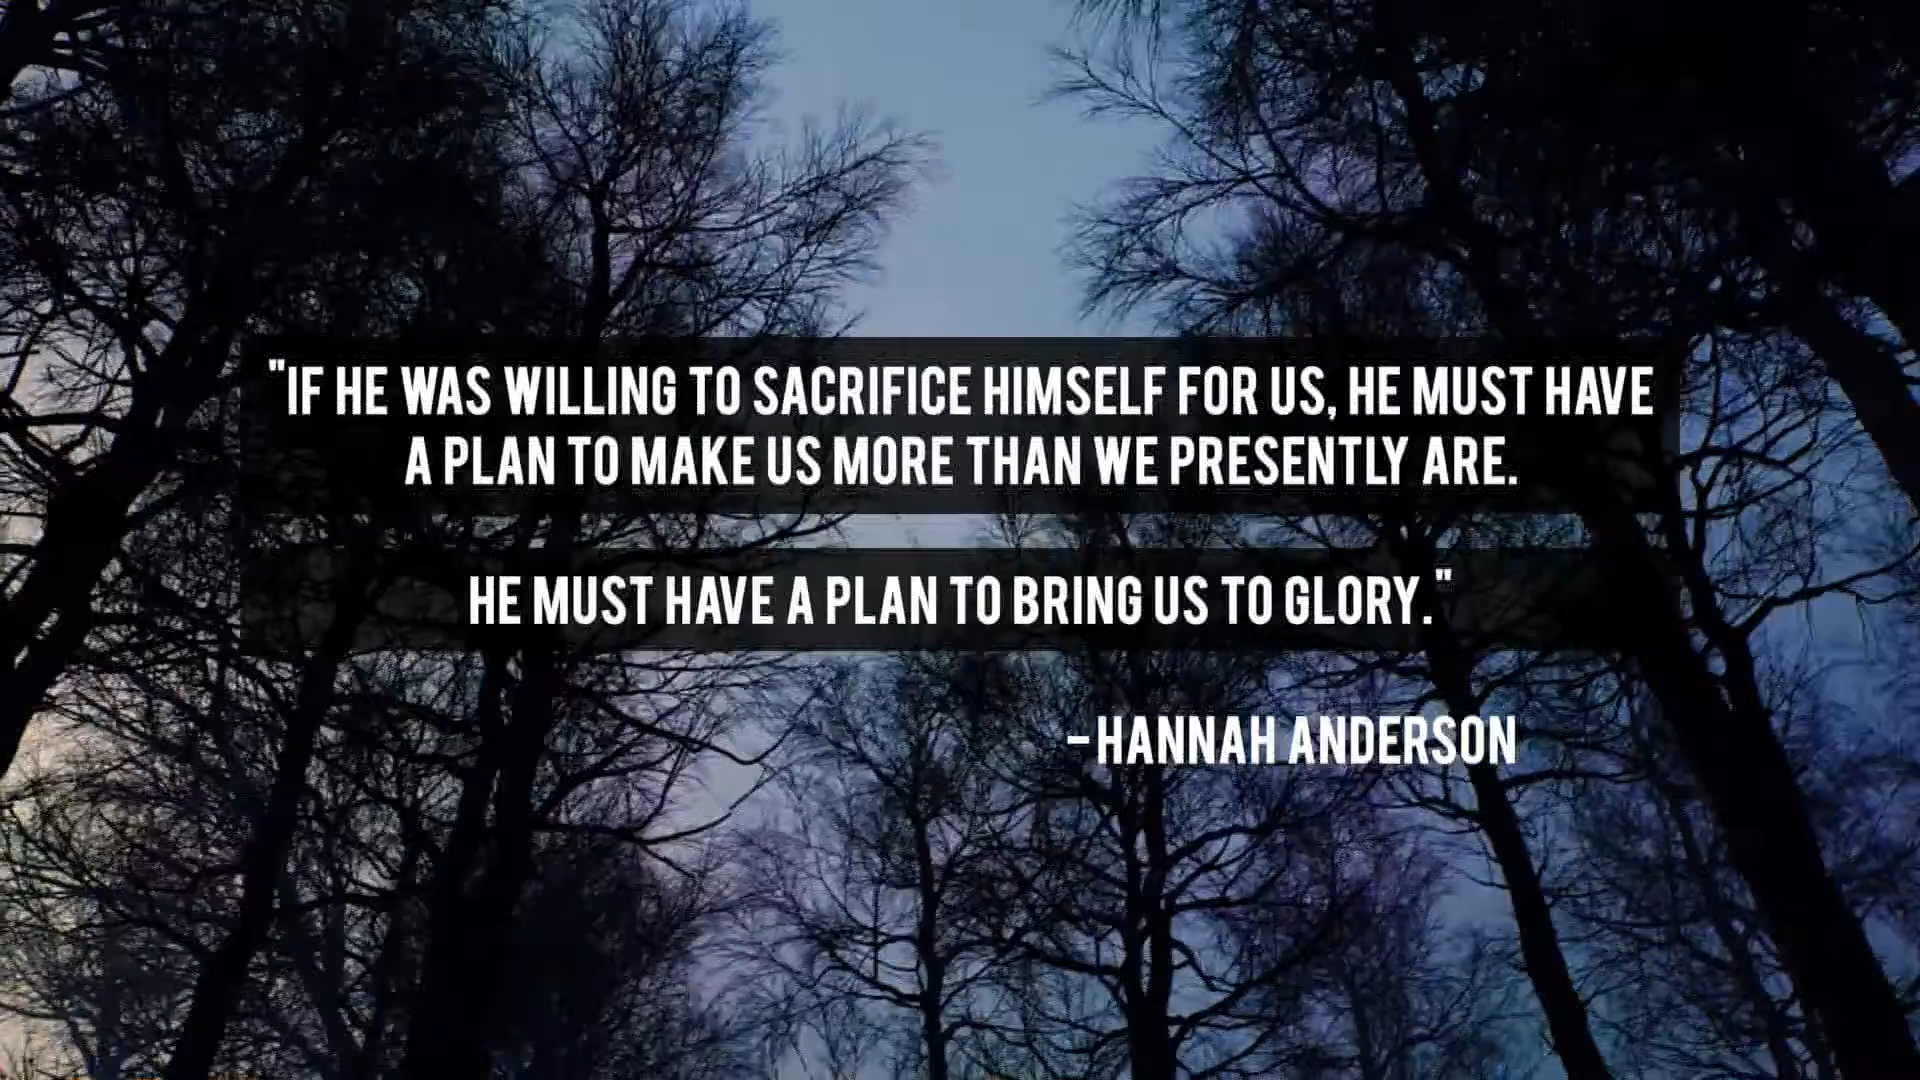 "IF HE WAS WILLING TO SACRIFICE HIMSELF FOR US, HE MUST HAVE
A PLAN TO MAKE US MORE THAN WE PRESENTLY ARE.
HE MUST HAVE A PLAN TO BRING US TO GLORY."
-HANNAH ANDERSON